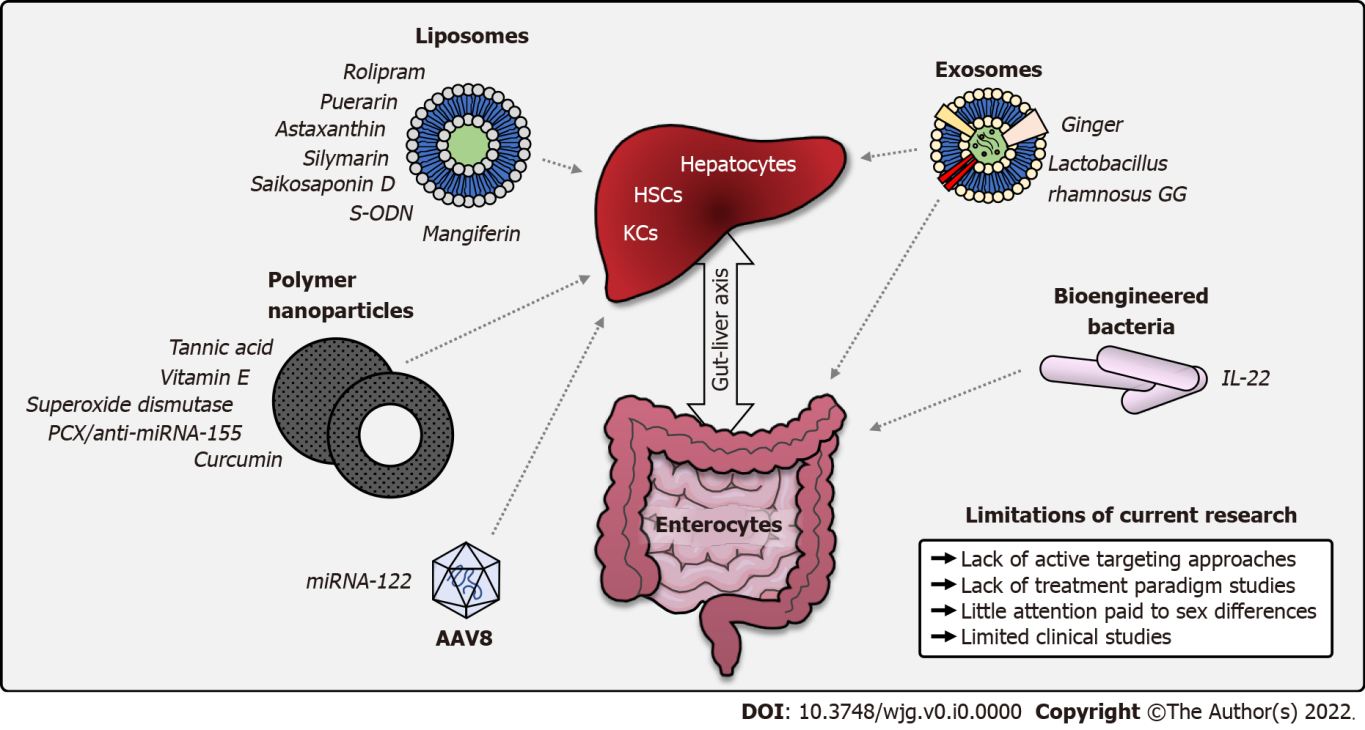 Liposomes
Rolipram
Puerarin
Astaxanthin
Silymarin
Saikosaponin D
S-ODN
Mangiferin
Exosomes
Ginger
Lactobacillus
rhamnosus GG
Hepatocytes
HSCs
KCs
Gut-liver axis
Polymer
nanoparticles
Tannic acid
Vitamin E
Superoxide dismutase
PCX/anti-miRNA-155
Curcumin
Bioengineered
bacteria
IL-22
Enterocytes
miRNA-122
AAV8
Limitations of current research
Lack of active targeting approaches
Lack of treatment paradigm studies
Little attention paid to sex differences
Limited clinical studies
DOI: 10.3748/wjg.v0.i0.0000 Copyright ©The Author(s) 2022.